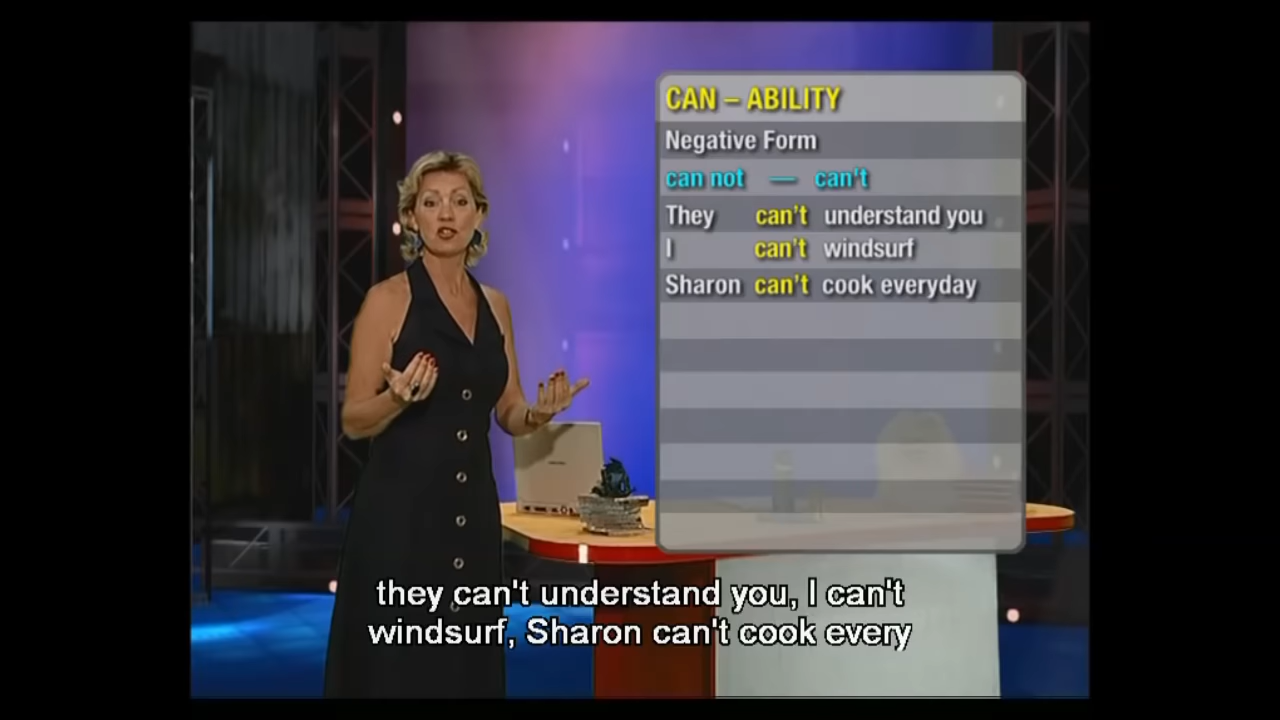 CAN – ABILITY
Negative Form
can not — can't
They can't understand you
I can't windsurf
Sharon can't cook everyday
they can't understand you, I can't
windsurf, Sharon can't cook every